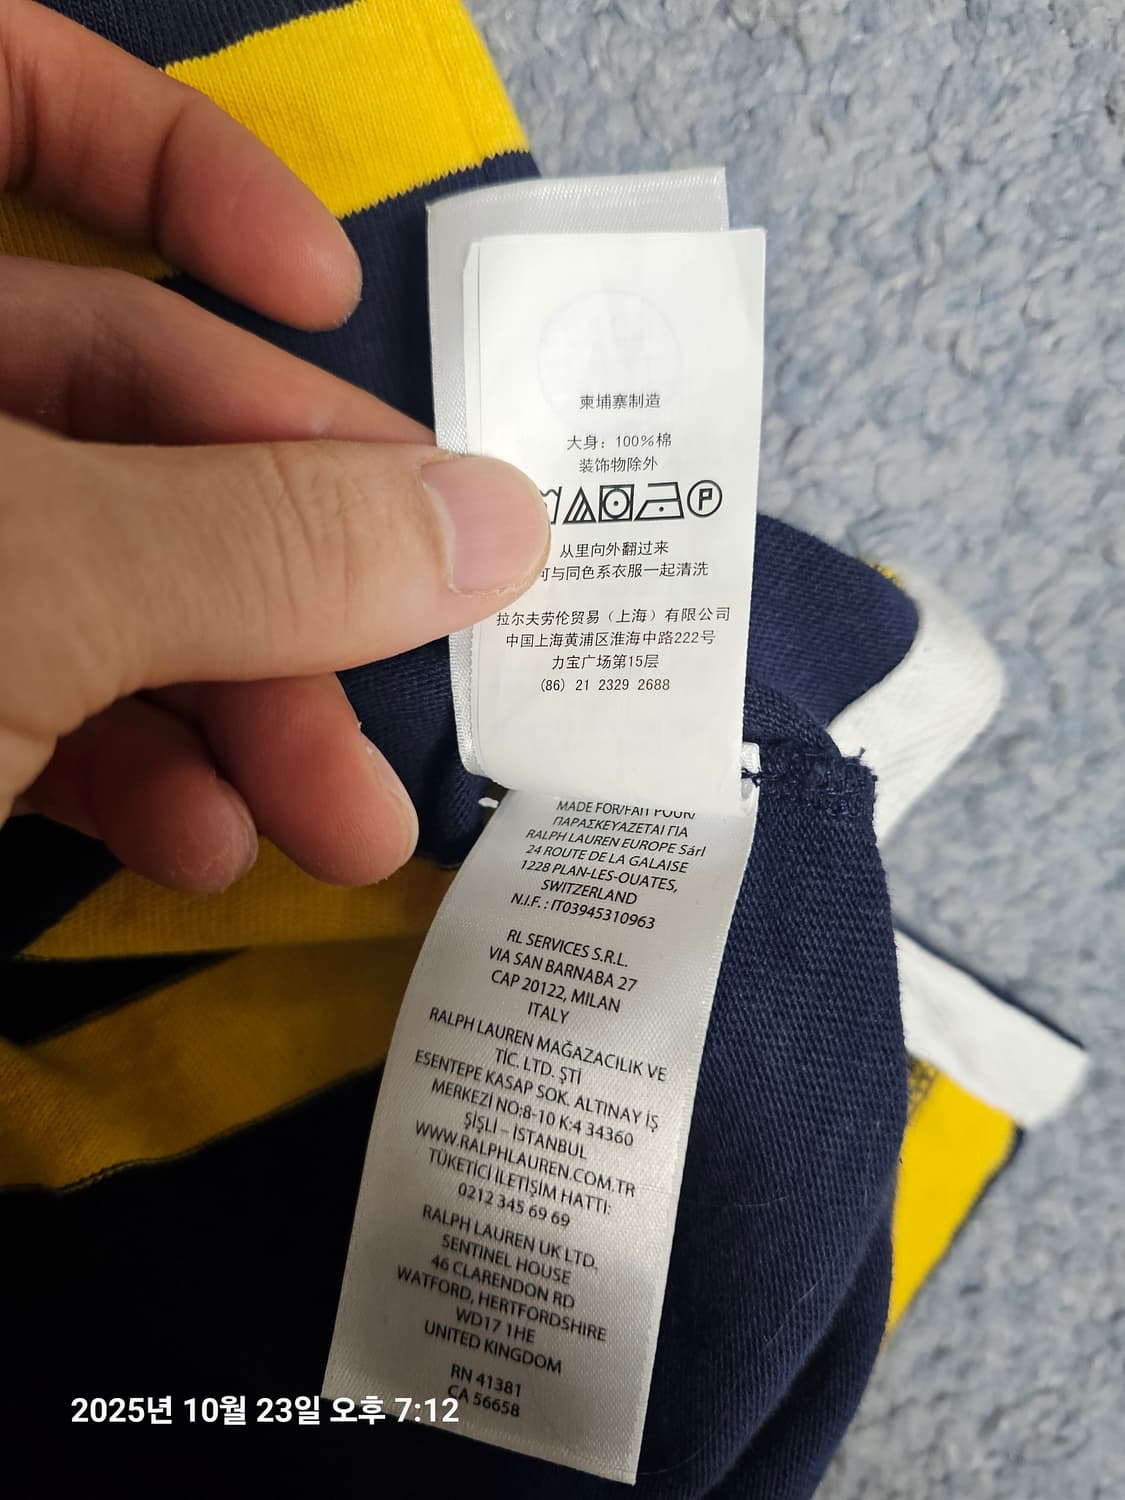 柬埔寨制造
大身：100%棉
装饰物除外
P
从里向外翻过来
可与同色系衣服一起清洗
拉尔夫劳伦贸易（上海）有限公司
中国上海黄浦区淮海中路222号
力宝广场第15层
(86) 21 2329 2688
MADE FOR/FAIT POUR/
ΠΑΡΑΣΚΕΥΑΖΕΤΑΙ ΓΙΑ
RALPH LAUREN EUROPE Sárl
24 ROUTE DE LA GALAISE
1228 PLAN-LES-OUATES,
SWITZERLAND
N.I.F. : IT03945310963
RL SERVICES S.R.L.
VIA SAN BARNABA 27
CAP 20122, MILAN
ITALY
RALPH LAUREN MAĞAZACILIK VE
TİC. LTD. ŞTİ
ESENTEPE KASAP SOK. ALTINAY İŞ
MERKEZİ NO:8-10 K:4 34360
ŞİŞLİ – İSTANBUL
WWW.RALPHLAUREN.COM.TR
TÜKETİCİ İLETİŞİM HATTI:
0212 345 69 69
RALPH LAUREN UK LTD.
SENTINEL HOUSE
46 CLARENDON RD
WATFORD, HERTFORDSHIRE
WD17 1HE
UNITED KINGDOM
RN 41381
CA 56658
2025년 10월 23일 오후 7:12